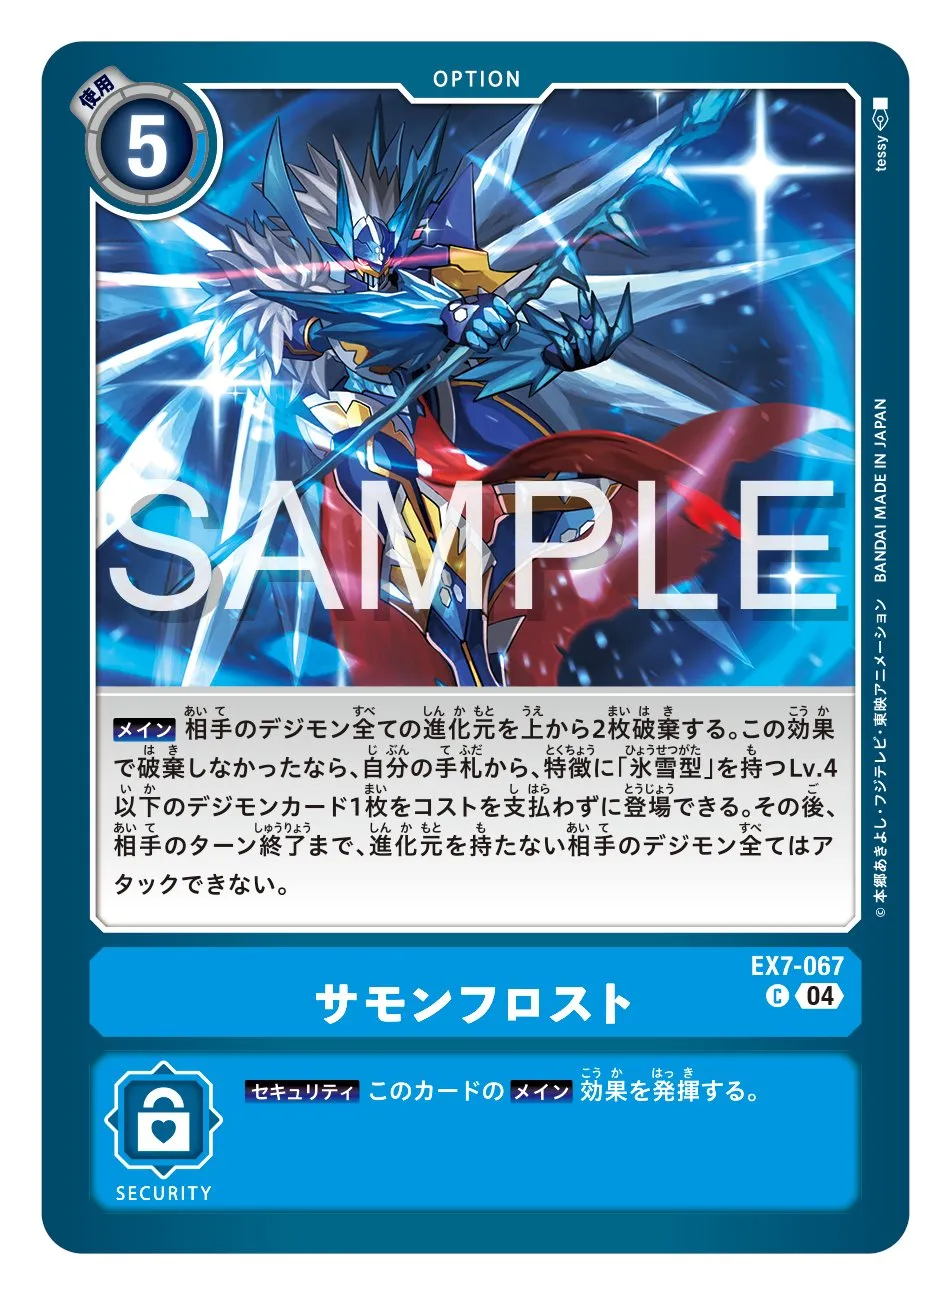 OPTION
使用
5
tessy
SAMPLE
BANDAI MADE IN JAPAN
© 本郷あきよし・フジテレビ・東映アニメーション
メイン 相手のデジモン全ての進化元を上から2枚破棄する。この効果
で破棄しなかったなら、自分の手札から、特徴に「氷雪型」を持つLv.4
以下のデジモンカード1枚をコストを支払わずに登場できる。その後、
相手のターン終了まで、進化元を持たない相手のデジモン全てはア
タックできない。
EX7-067
C 04
サモンフロスト
セキュリティ このカードの メイン 効果を発揮する。
SECURITY